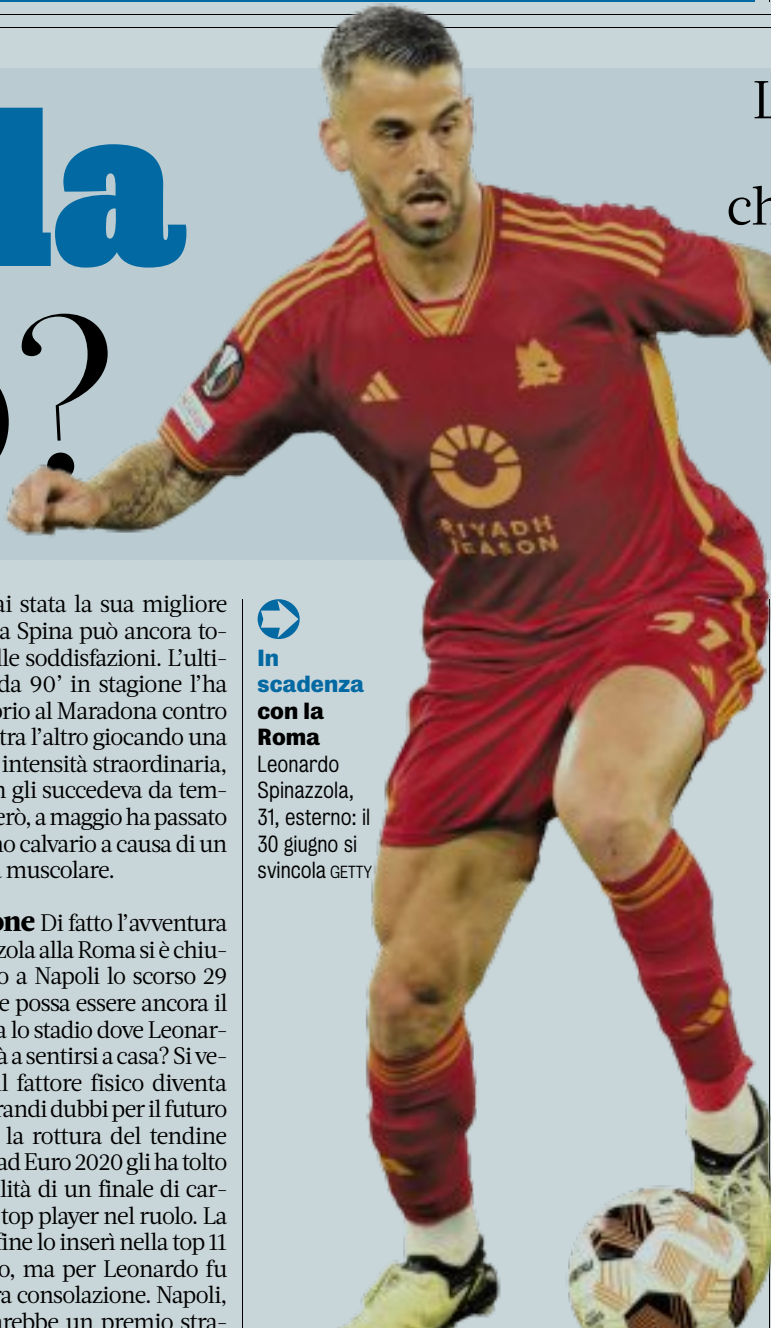 la
?
L
ch
ai stata la sua migliore
a Spina può ancora to-
lle soddisfazioni. L'ulti-
da 90' in stagione l'ha
orio al Maradona contro
tra l'altro giocando una
intensità straordinaria,
n gli succedeva da tem-
erò, a maggio ha passato
no calvario a causa di un
a muscolare.
one Di fatto l'avventura
zola alla Roma si è chiu-
o a Napoli lo scorso 29
e possa essere ancora il
a lo stadio dove Leonar-
à a sentirsi a casa? Si ve-
l fattore fisico diventa
randi dubbi per il futuro
la rottura del tendine
ad Euro 2020 gli ha tolto
lità di un finale di car-
top player nel ruolo. La
fine lo inserì nella top 11
o, ma per Leonardo fu
ra consolazione. Napoli,
arebbe un premio stra-
In
scadenza
con la
Roma
Leonardo
Spinazzola,
31, esterno: il
30 giugno si
svincola GETTY
RIYADH
SEASON
37